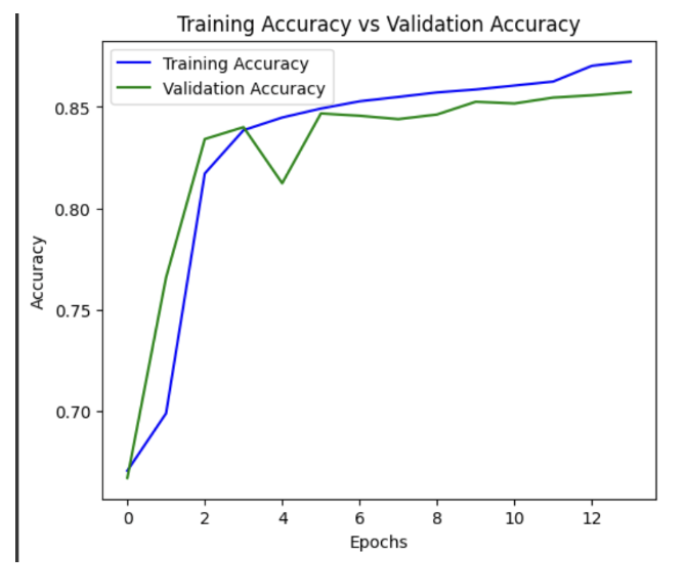 Training Accuracy vs Validation Accuracy
Training Accuracy
Validation Accuracy
0.85
0.80
0.75
0.70
Accuracy
0 2 4 6 8 10 12
Epochs